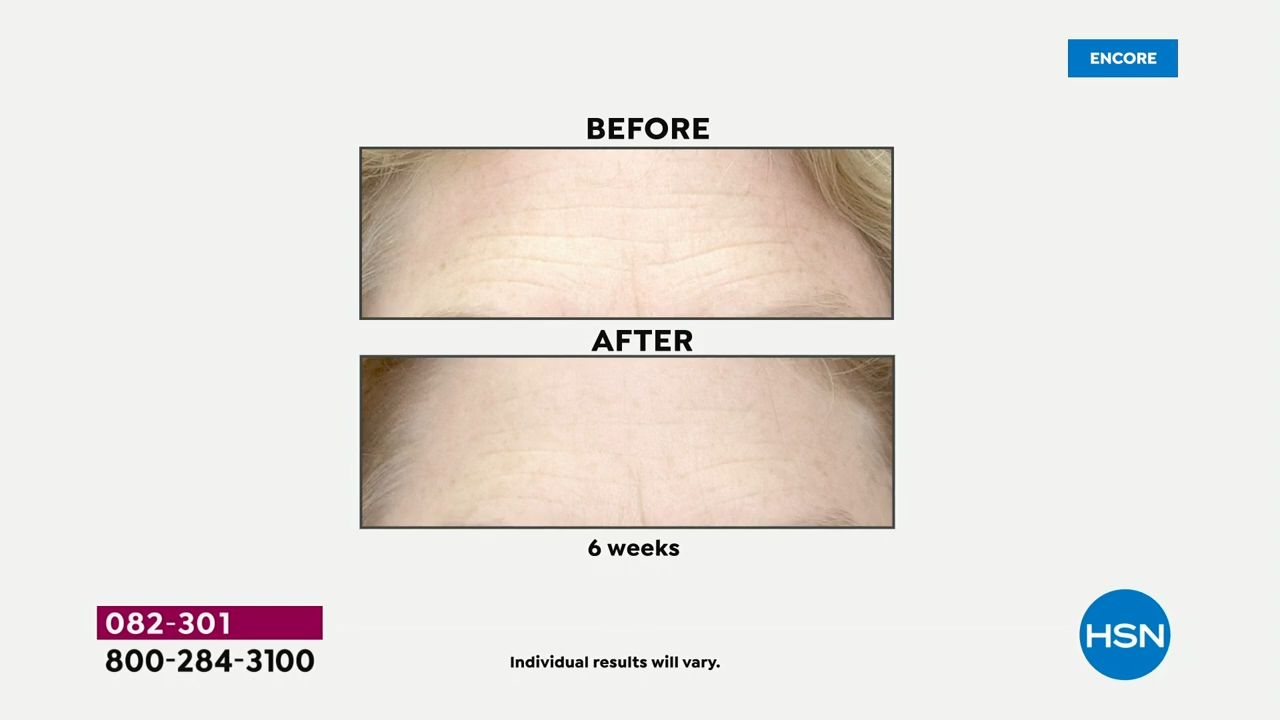 ENCORE
BEFORE
AFTER
6 weeks
082-301
800-284-3100
Individual results will vary.
HSN